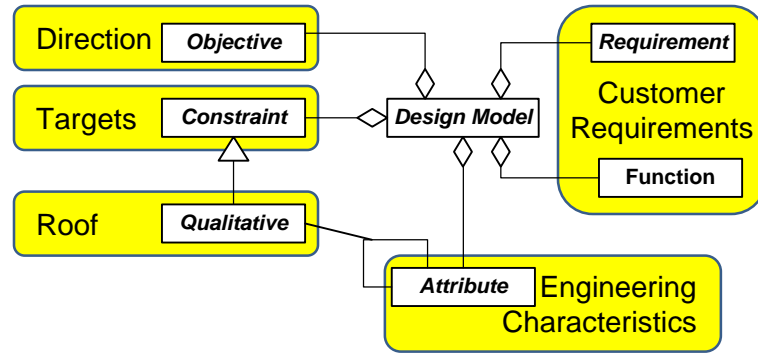 Direction
Objective
Requirement
Targets
Constraint
Design Model
Customer
Requirements
Function
Roof
Qualitative
Attribute
Engineering
Characteristics